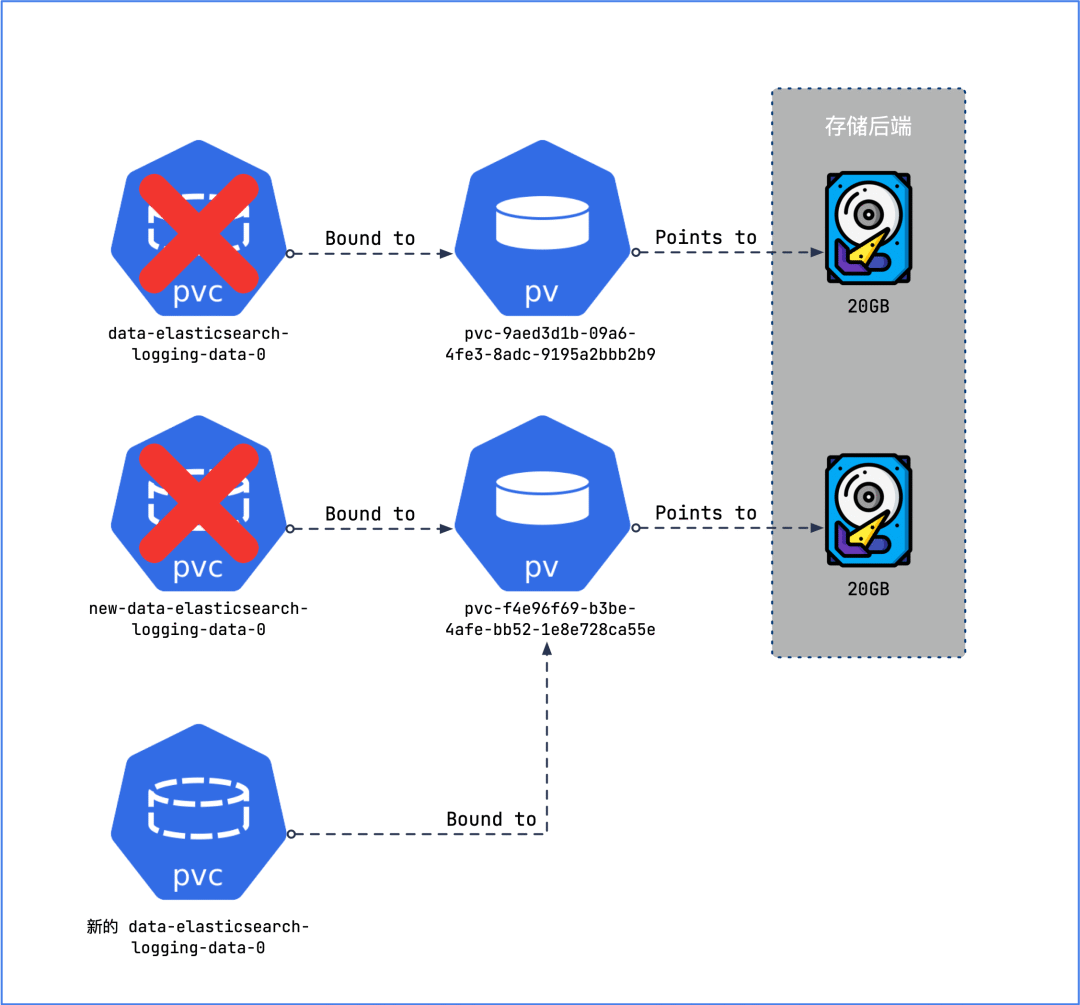 存储后端
pvc
Bound to
pv
Points to
20GB
data-elasticsearch-
logging-data-0
pvc-9aed3d1b-09a6-
4fe3-8adc-9195a2bbb2b9
pvc
Bound to
pv
Points to
20GB
new-data-elasticsearch-
logging-data-0
pvc-f4e96f69-b3be-
4afe-bb52-1e8e728ca55e
pvc
Bound to
新的 data-elasticsearch-
logging-data-0